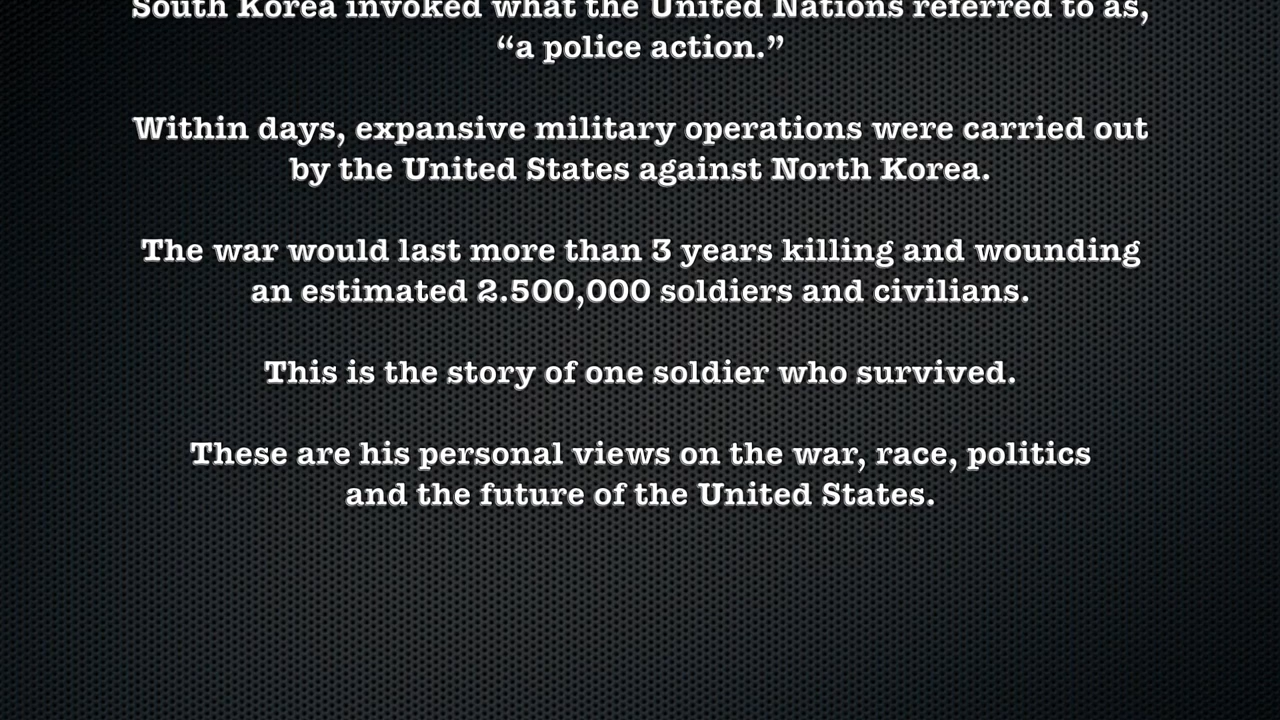 South Korea invoked what the United Nations referred to as,
“a police action.”
Within days, expansive military operations were carried out
by the United States against North Korea.
The war would last more than 3 years killing and wounding
an estimated 2.500,000 soldiers and civilians.
This is the story of one soldier who survived.
These are his personal views on the war, race, politics
and the future of the United States.